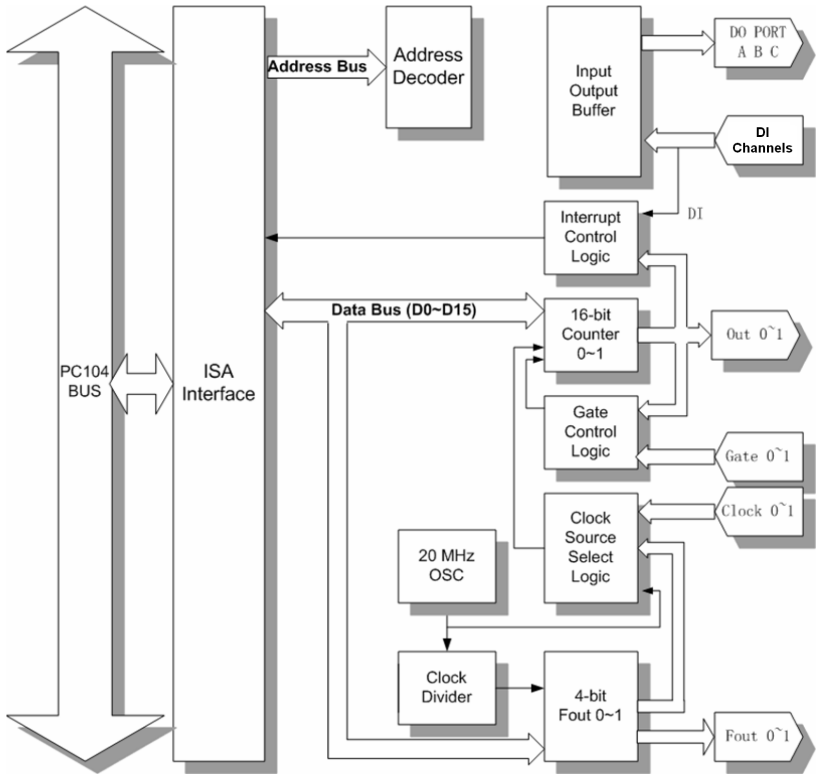 PC104
BUS
ISA
Interface
Address Bus
Address
Decoder
Input
Output
Buffer
DO PORT
A B C
DI
Channels
DI
Interrupt
Control
Logic
Data Bus (D0~D15)
16-bit
Counter
0~1
Out 0~1
Gate
Control
Logic
Gate 0~1
Clock
Source
Select
Logic
Clock 0~1
20 MHz
OSC
Clock
Divider
4-bit
Fout 0~1
Fout 0~1